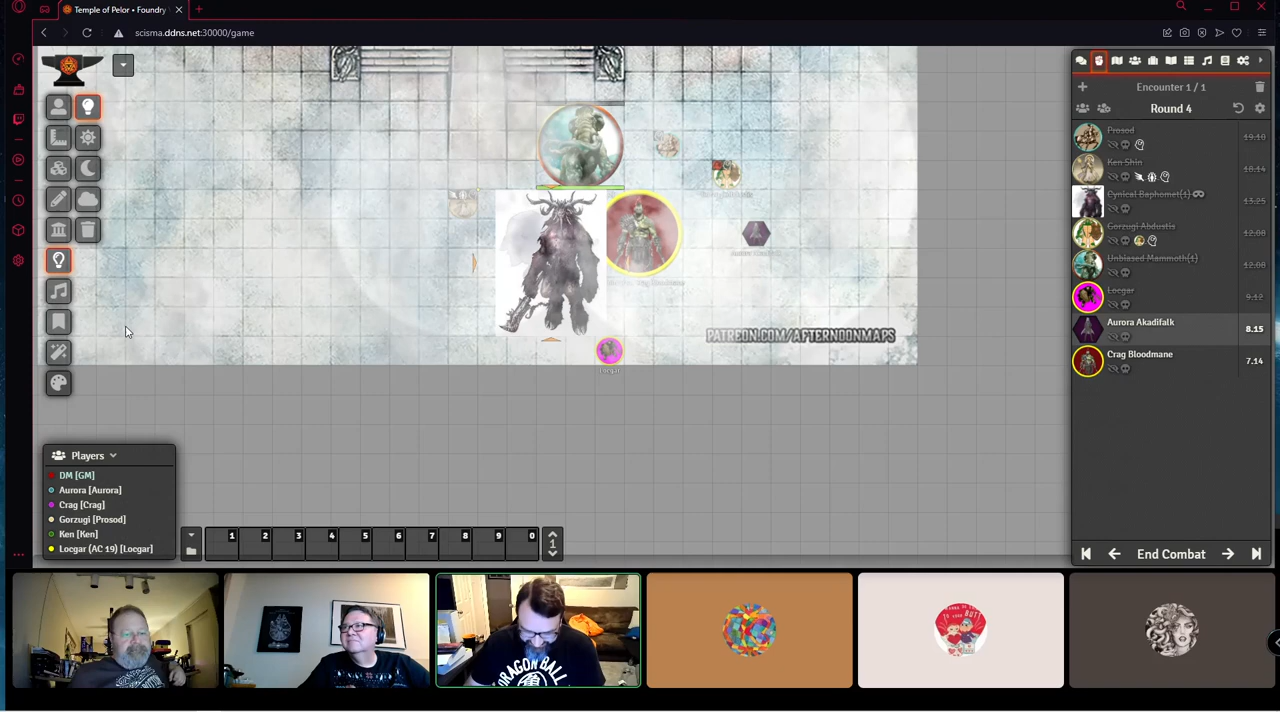 Temple of Pelor • Foundry
scisma.ddns.net:30000/game
Encounter 1 / 1
Round 4
Prosod
19.18
Ken Shin
18.14
Cynical Baphomet(1)
13.25
Gorzugi Abdustis
12.08
Unbiased Mammoth(1)
12.08
Locgar
9.12
Aurora Akadifalk
8.15
Crag Bloodmane
7.14
PATREON.COM/AFTERNOONMAPS
Locgar
Players
DM [GM]
Aurora [Aurora]
Crag [Crag]
Gorzugi [Prosod]
Ken [Ken]
Locgar (AC 19) [Locgar]
1 2 3 4 5 6 7 8 9 0
1
End Combat
DRAGON BALL